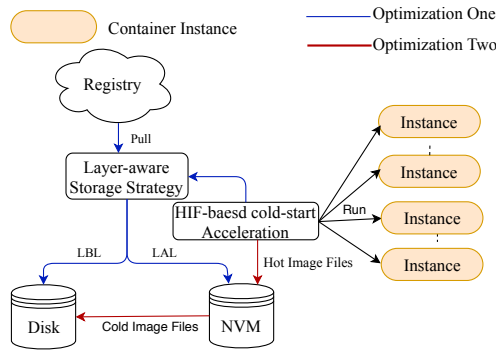 Container Instance
Optimization One
Optimization Two
Registry
Pull
Layer-aware
Storage Strategy
HIF-baesd cold-start
Acceleration
Run
Instance
Instance
Instance
Instance
LBL
LAL
Hot Image Files
Disk
Cold Image Files
NVM